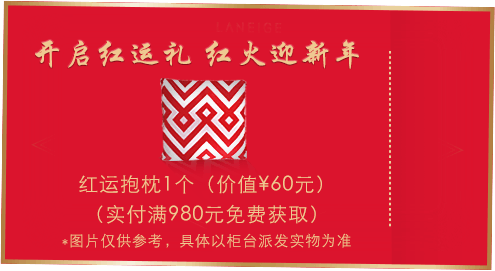 LANEIGE
开启红运礼 红火迎新年
红运抱枕1个（价值¥60元）
（实付满980元免费获取）
*图片仅供参考，具体以柜台派发实物为准